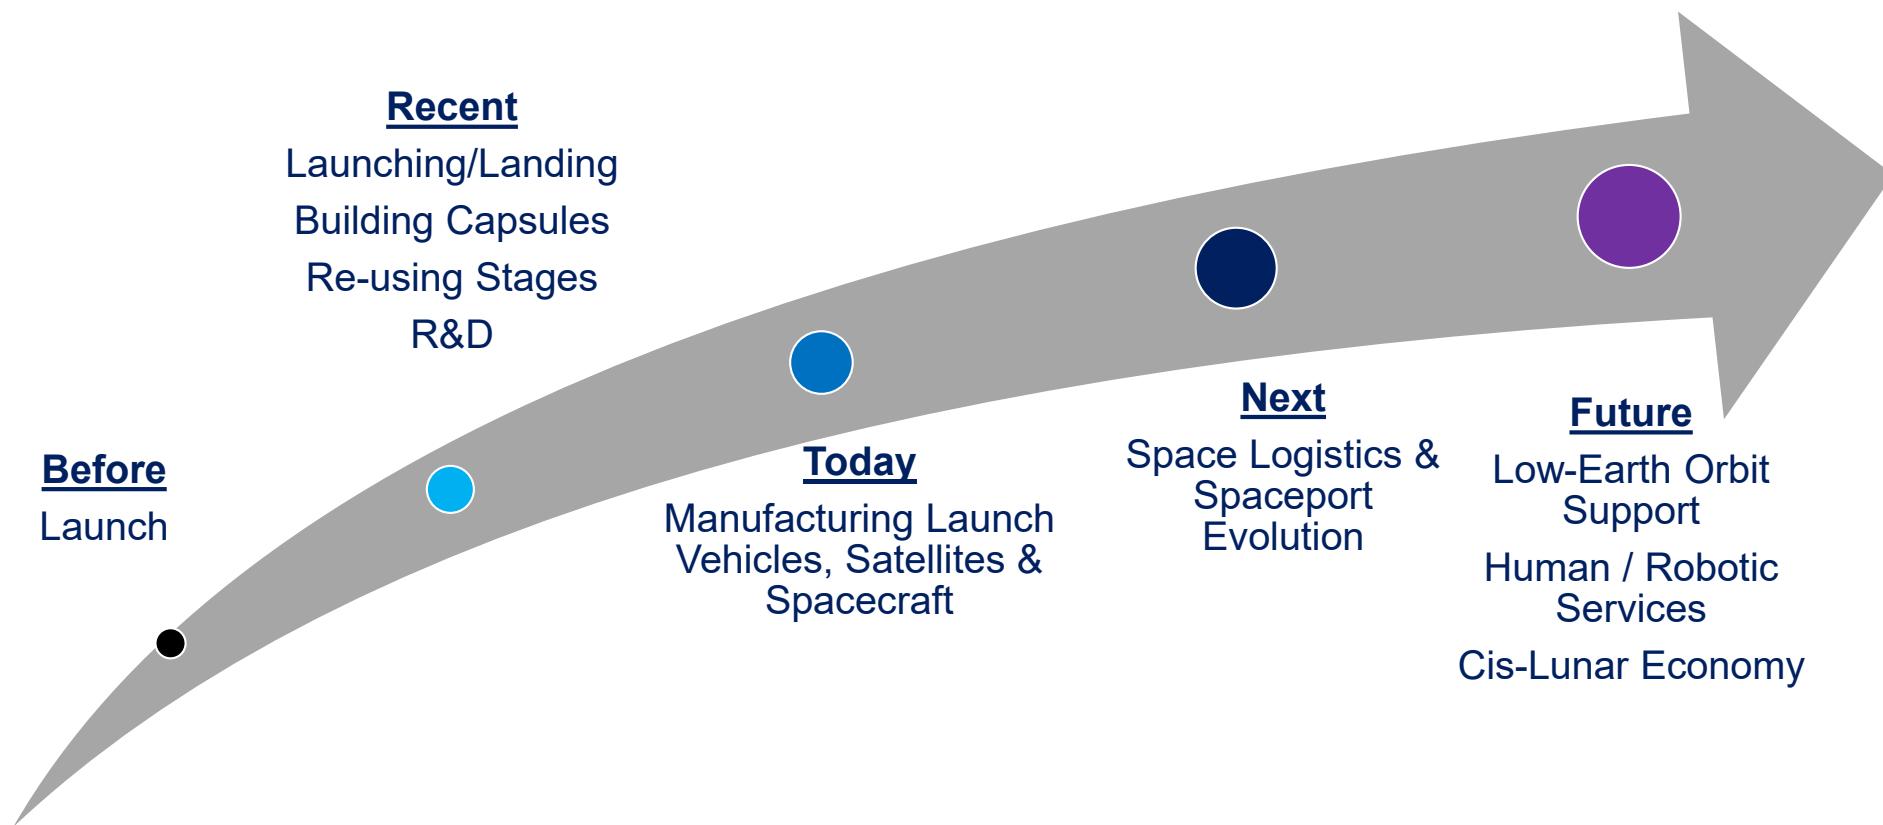 Before
Launch
Recent
Launching/Landing
Building Capsules
Re-using Stages
R&D
Today
Manufacturing Launch
Vehicles, Satellites &
Spacecraft
Next
Space Logistics &
Spaceport
Evolution
Future
Low-Earth Orbit
Support
Human / Robotic
Services
Cis-Lunar Economy